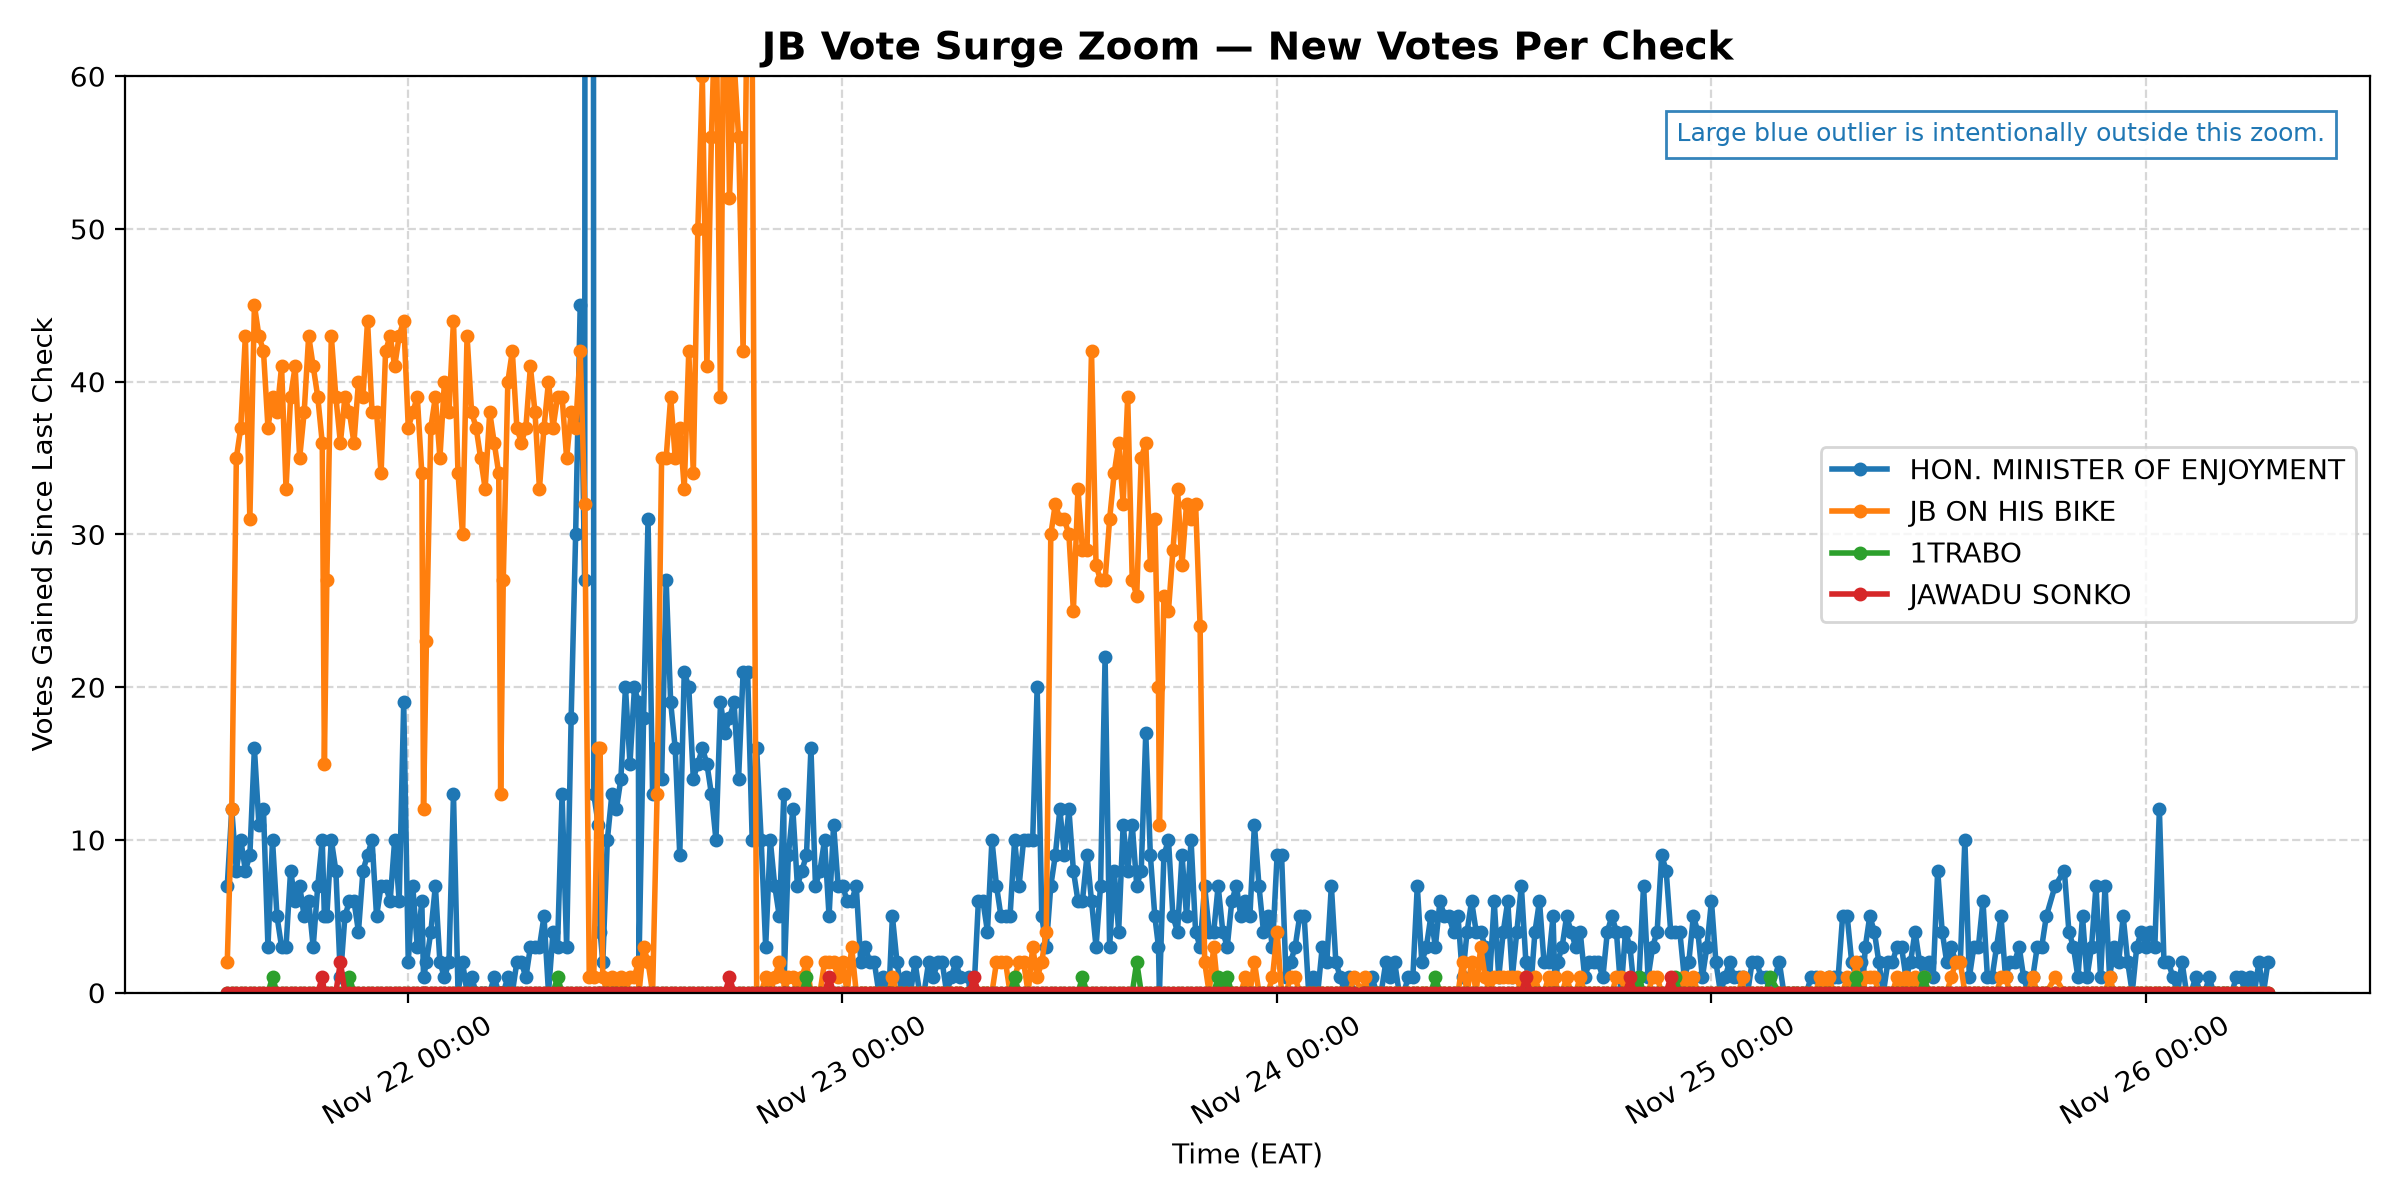 JB Vote Surge Zoom — New Votes Per Check
Large blue outlier is intentionally outside this zoom.
60
50
40
30
20
10
0
Votes Gained Since Last Check
HON. MINISTER OF ENJOYMENT
JB ON HIS BIKE
1TRABO
JAWADU SONKO
Nov 22 00:00
Nov 23 00:00
Nov 24 00:00
Nov 25 00:00
Nov 26 00:00
Time (EAT)